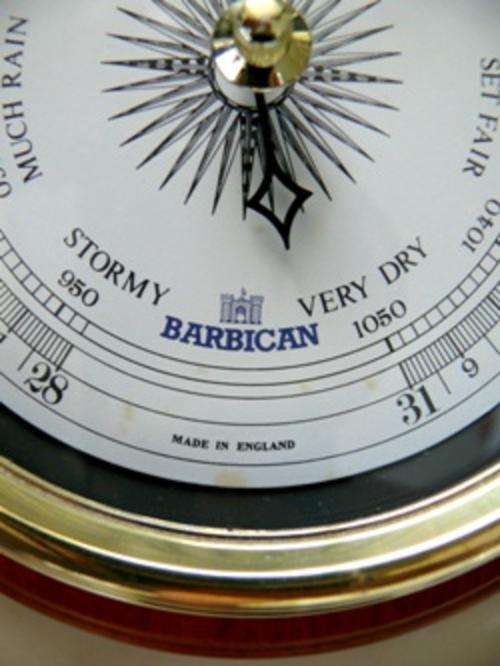 MUCH RAIN
SET FAIR
STORMY
VERY DRY
950
1050
1040
BARBICAN
28
31
9
MADE IN ENGLAND